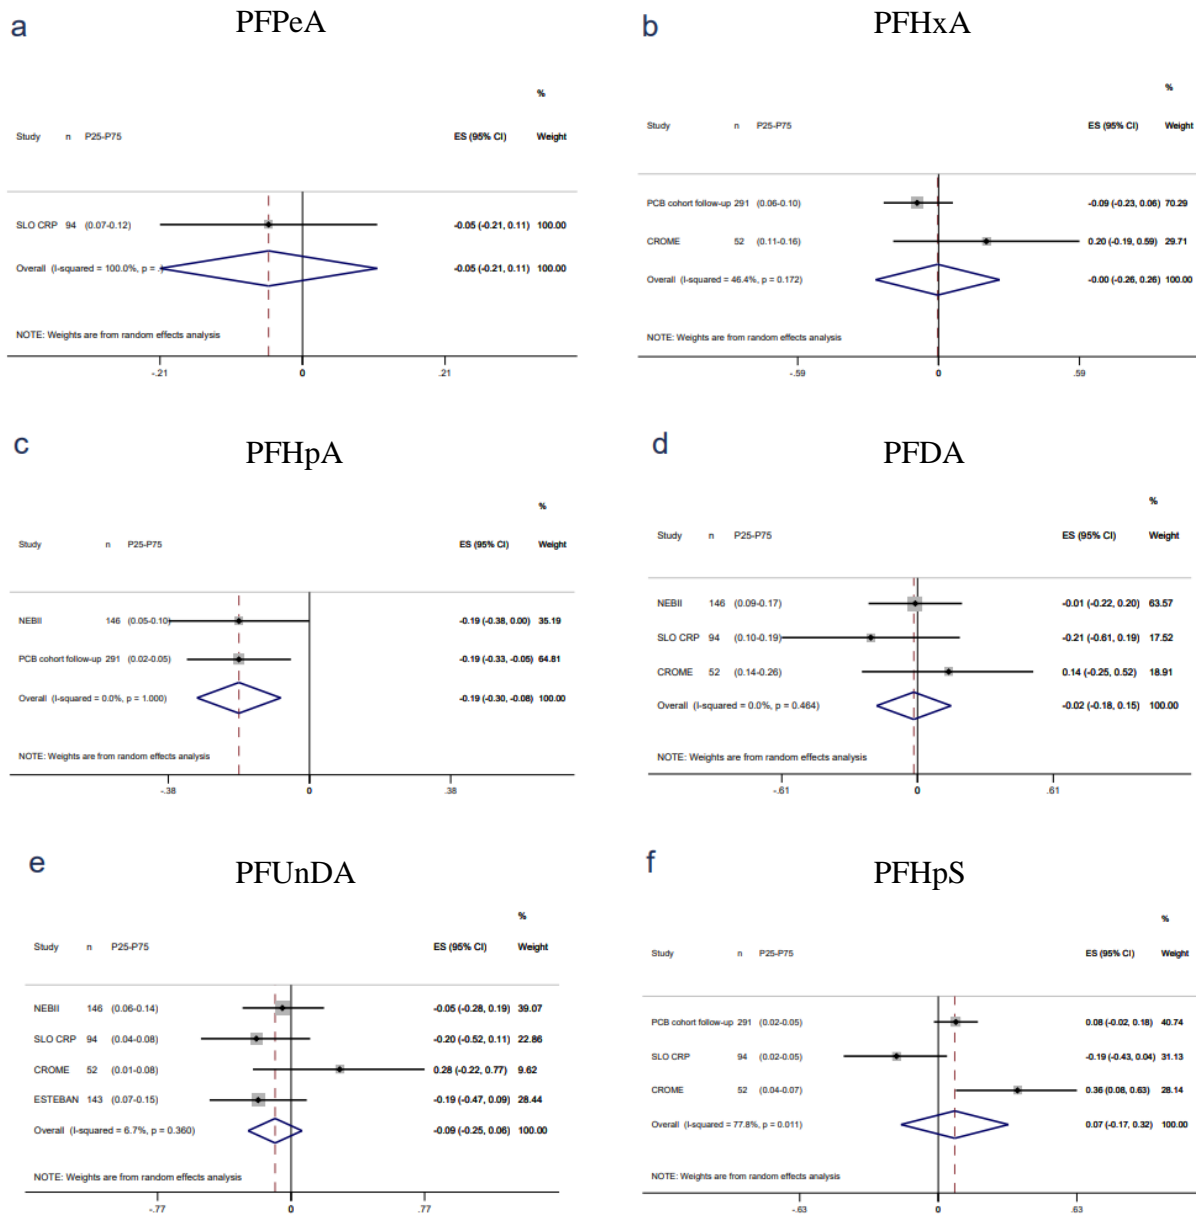 a PFPeA
%
Study n P25-P75 ES (95% CI) Weight
SLO CRP 94 (0.07-0.12) -0.05 (-0.21, 0.11) 100.00
Overall (I-squared = 100.0%, p = .) -0.05 (-0.21, 0.11) 100.00
NOTE: Weights are from random effects analysis
-.21 0 .21
b PFHxA
%
Study n P25-P75 ES (95% CI) Weight
PCB cohort follow-up 291 (0.06-0.10) -0.09 (-0.23, 0.06) 70.29
CROME 52 (0.11-0.16) 0.20 (-0.19, 0.59) 29.71
Overall (I-squared = 46.4%, p = 0.172) -0.00 (-0.26, 0.26) 100.00
NOTE: Weights are from random effects analysis
-.59 0 .59
c PFHpA
%
Study n P25-P75 ES (95% CI) Weight
NEBII 146 (0.05-0.10) -0.19 (-0.38, 0.00) 35.19
PCB cohort follow-up 291 (0.02-0.05) -0.19 (-0.33, -0.05) 64.81
Overall (I-squared = 0.0%, p = 1.000) -0.19 (-0.30, -0.08) 100.00
NOTE: Weights are from random effects analysis
-.38 0 .38
d PFDA
%
Study n P25-P75 ES (95% CI) Weight
NEBII 146 (0.09-0.17) -0.01 (-0.22, 0.20) 63.57
SLO CRP 94 (0.10-0.19) -0.21 (-0.61, 0.19) 17.52
CROME 52 (0.14-0.26) 0.14 (-0.25, 0.52) 18.91
Overall (I-squared = 0.0%, p = 0.464) -0.02 (-0.18, 0.15) 100.00
NOTE: Weights are from random effects analysis
-.61 0 .61
e PFUnDA
%
Study n P25-P75 ES (95% CI) Weight
NEBII 146 (0.06-0.14) -0.05 (-0.28, 0.19) 39.07
SLO CRP 94 (0.04-0.08) -0.20 (-0.52, 0.11) 22.86
CROME 52 (0.01-0.08) 0.28 (-0.22, 0.77) 9.62
ESTEBAN 143 (0.07-0.15) -0.19 (-0.47, 0.09) 28.44
Overall (I-squared = 6.7%, p = 0.360) -0.09 (-0.25, 0.06) 100.00
NOTE: Weights are from random effects analysis
-.77 0 .77
f PFHpS
%
Study n P25-P75 ES (95% CI) Weight
PCB cohort follow-up 291 (0.02-0.05) 0.08 (-0.02, 0.18) 40.74
SLO CRP 94 (0.02-0.05) -0.19 (-0.43, 0.04) 31.13
CROME 52 (0.04-0.07) 0.36 (0.08, 0.63) 28.14
Overall (I-squared = 77.8%, p = 0.011) 0.07 (-0.17, 0.32) 100.00
NOTE: Weights are from random effects analysis
-.63 0 .63